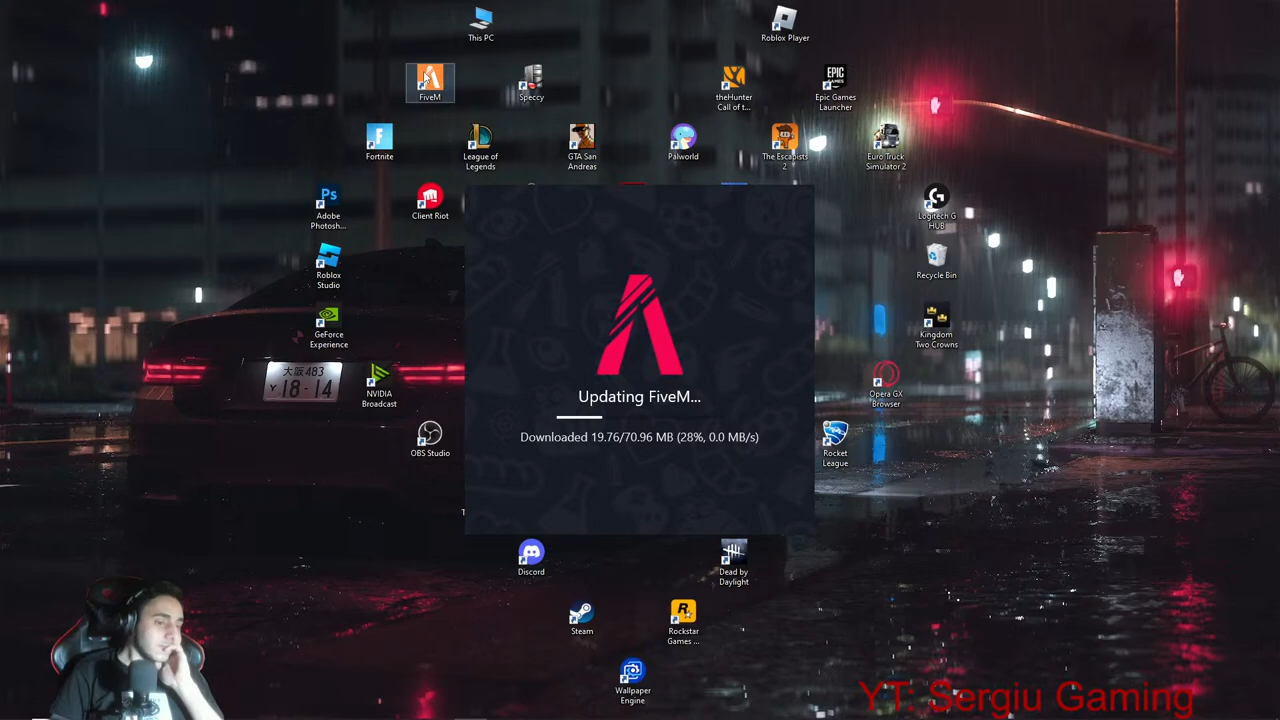 This PC
Roblox Player
FiveM
Speccy
theHunter
Call of t...
EPIC
GAMES
Epic Games
Launcher
Fortnite
League of
Legends
GTA San
Andreas
Palworld
The Escapists
2
Euro Truck
Simulator 2
Ps
Adobe
Photosh...
Client Riot
Logitech G
HUB
Roblox
Studio
Recycle Bin
GeForce
Experience
Kingdom
Two Crowns
大阪 483
Y 18-14
NVIDIA
Broadcast
Updating FiveM...
Opera GX
Browser
Downloaded 19.76/70.96 MB (28%, 0.0 MB/s)
OBS Studio
Rocket
League
Discord
Dead by
Daylight
Steam
Rockstar
Games ...
Wallpaper
Engine
YT: Sergiu Gaming